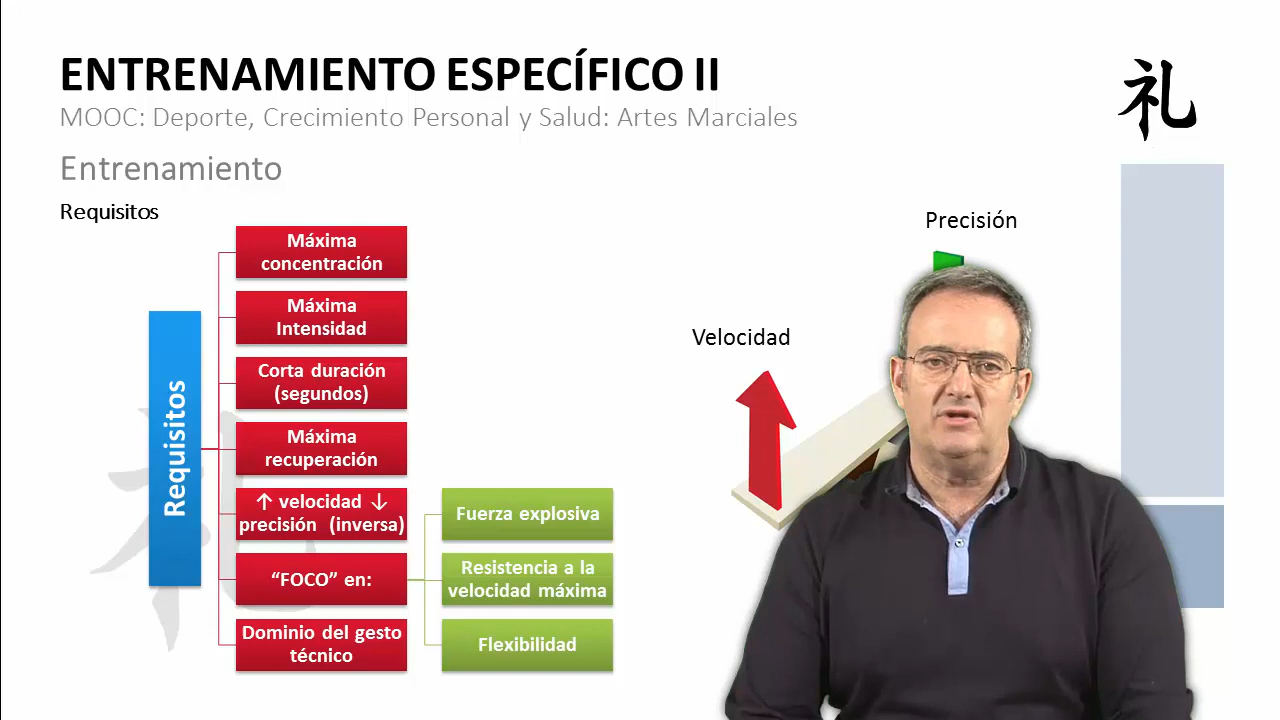 ENTRENAMIENTO ESPECÍFICO II
MOOC: Deporte, Crecimiento Personal y Salud: Artes Marciales
礼
Entrenamiento
Requisitos
Requisitos
Máxima
concentración
Máxima
Intensidad
Corta duración
(segundos)
Máxima
recuperación
↑ velocidad ↓
precisión (inversa)
“FOCO” en:
Dominio del gesto
técnico
Fuerza explosiva
Resistencia a la
velocidad máxima
Flexibilidad
Velocidad
Precisión